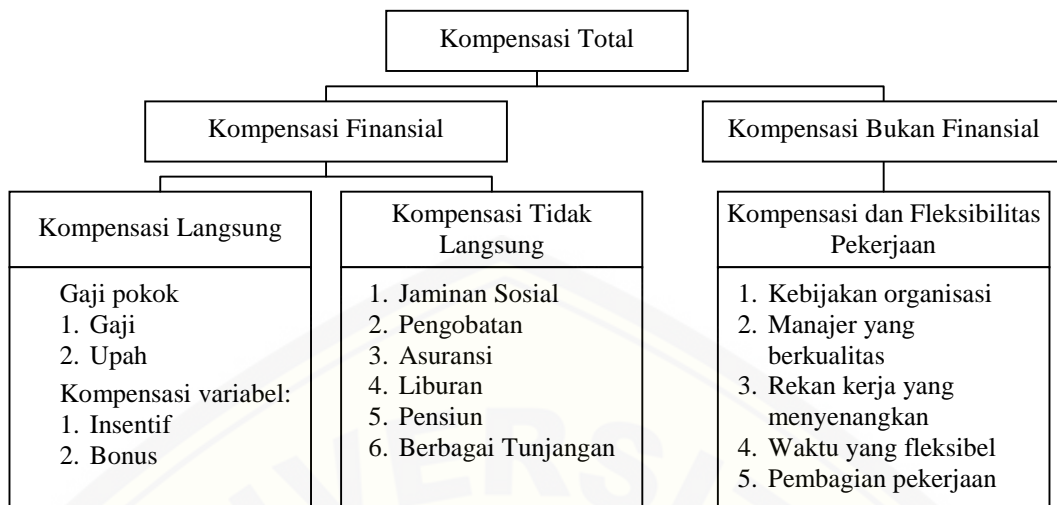 Kompensasi Total
Kompensasi Finansial
Kompensasi Bukan Finansial
Kompensasi Langsung
Gaji pokok
1. Gaji
2. Upah
Kompensasi variabel:
1. Insentif
2. Bonus
Kompensasi Tidak
Langsung
1. Jaminan Sosial
2. Pengobatan
3. Asuransi
4. Liburan
5. Pensiun
6. Berbagai Tunjangan
Kompensasi dan Fleksibilitas
Pekerjaan
1. Kebijakan organisasi
2. Manajer yang
berkualitas
3. Rekan kerja yang
menyenangkan
4. Waktu yang fleksibel
5. Pembagian pekerjaan